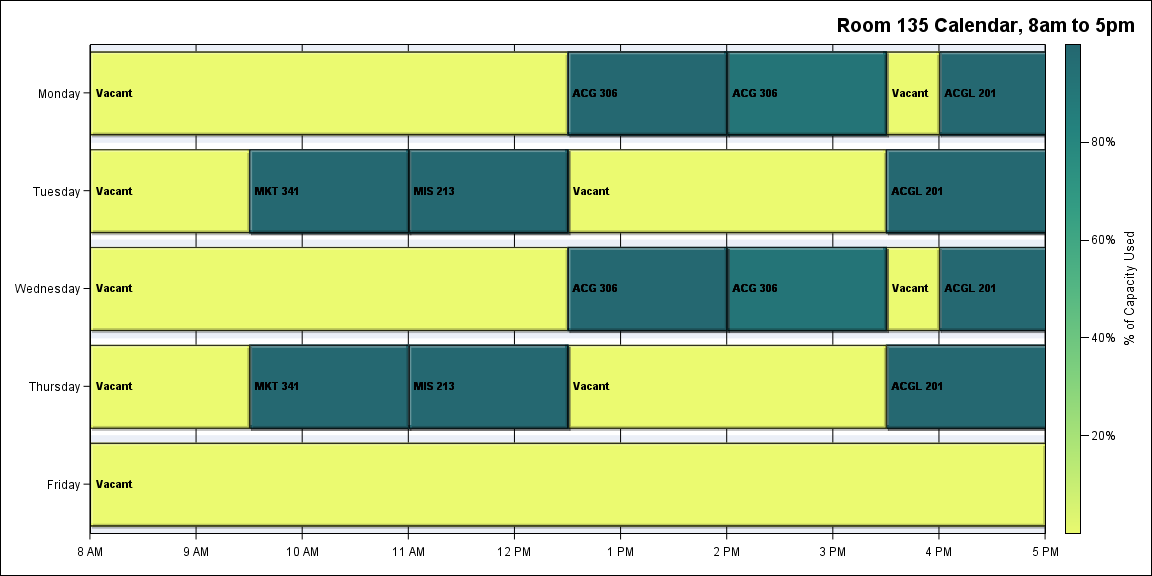 Room 135 Calendar, 8am to 5pm
Monday
Vacant
ACG 306
ACG 306
Vacant
ACGL 201
Tuesday
Vacant
MKT 341
MIS 213
Vacant
ACGL 201
Wednesday
Vacant
ACG 306
ACG 306
Vacant
ACGL 201
Thursday
Vacant
MKT 341
MIS 213
Vacant
ACGL 201
Friday
Vacant
8 AM
9 AM
10 AM
11 AM
12 PM
1 PM
2 PM
3 PM
4 PM
5 PM
80%
60%
40%
20%
% of Capacity Used